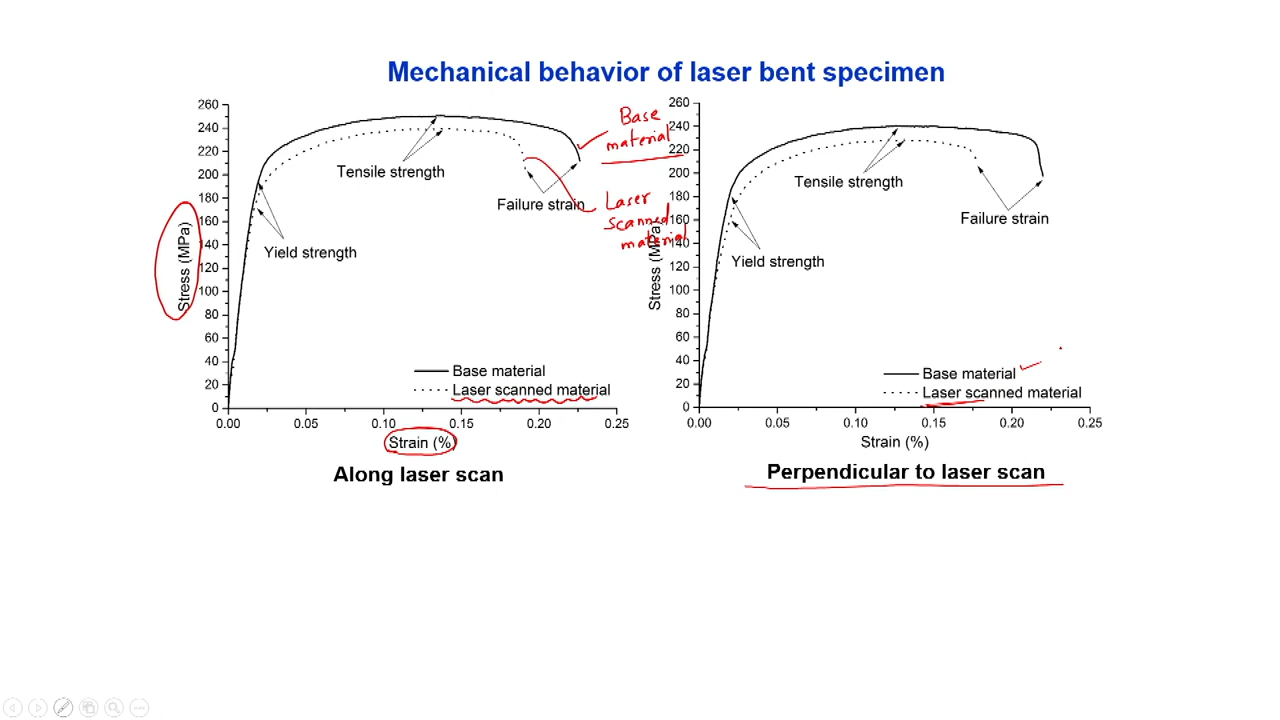 Mechanical behavior of laser bent specimen
260
240
220
200
180
160
140
120
100
80
60
40
20
0
Stress (MPa)
0.00 0.05 0.10 0.15 0.20 0.25
Strain (%)
Tensile strength
Failure strain
Yield strength
Base material
Laser scanned material
Along laser scan
Base
material
Laser
scanned
material
260
240
220
200
180
160
140
120
100
80
60
40
20
0
Stress (MPa)
0.00 0.05 0.10 0.15 0.20 0.25
Strain (%)
Tensile strength
Failure strain
Yield strength
Base material
Laser scanned material
Perpendicular to laser scan